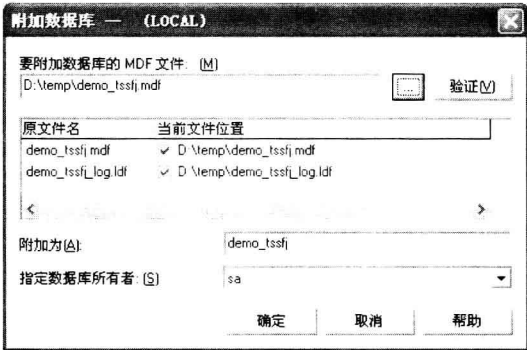 附加数据库 — (LOCAL)
要附加数据库的 MDF 文件: (M)
D:\temp\demo_tssfj.mdf
... 验证(V)
原文件名 当前文件位置
demo_tssfj.mdf ✓ D:\temp\demo_tssfj.mdf
demo_tssfj_log.ldf ✓ D:\temp\demo_tssfj_log.ldf
附加为(A): demo_tssfj
指定数据库所有者: (S) sa
确定 取消 帮助